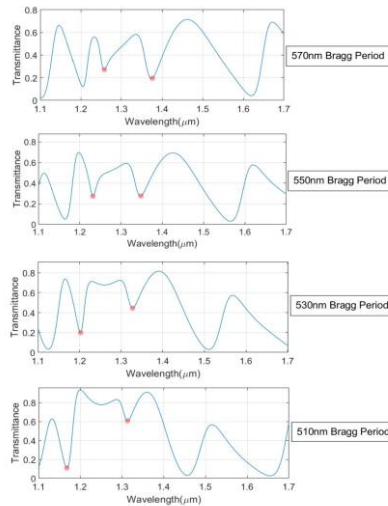 0.8
0.6
0.4
0.2
0
Transmittance
1.1 1.2 1.3 1.4 1.5 1.6 1.7
Wavelength(μm)
570nm Bragg Period
0.8
0.6
0.4
0.2
0
Transmittance
1.1 1.2 1.3 1.4 1.5 1.6 1.7
Wavelength(μm)
550nm Bragg Period
0.8
0.6
0.4
0.2
0
Transmittance
1.1 1.2 1.3 1.4 1.5 1.6 1.7
Wavelength(μm)
530nm Bragg Period
0.8
0.6
0.4
0.2
0
Transmittance
1.1 1.2 1.3 1.4 1.5 1.6 1.7
Wavelength(μm)
510nm Bragg Period